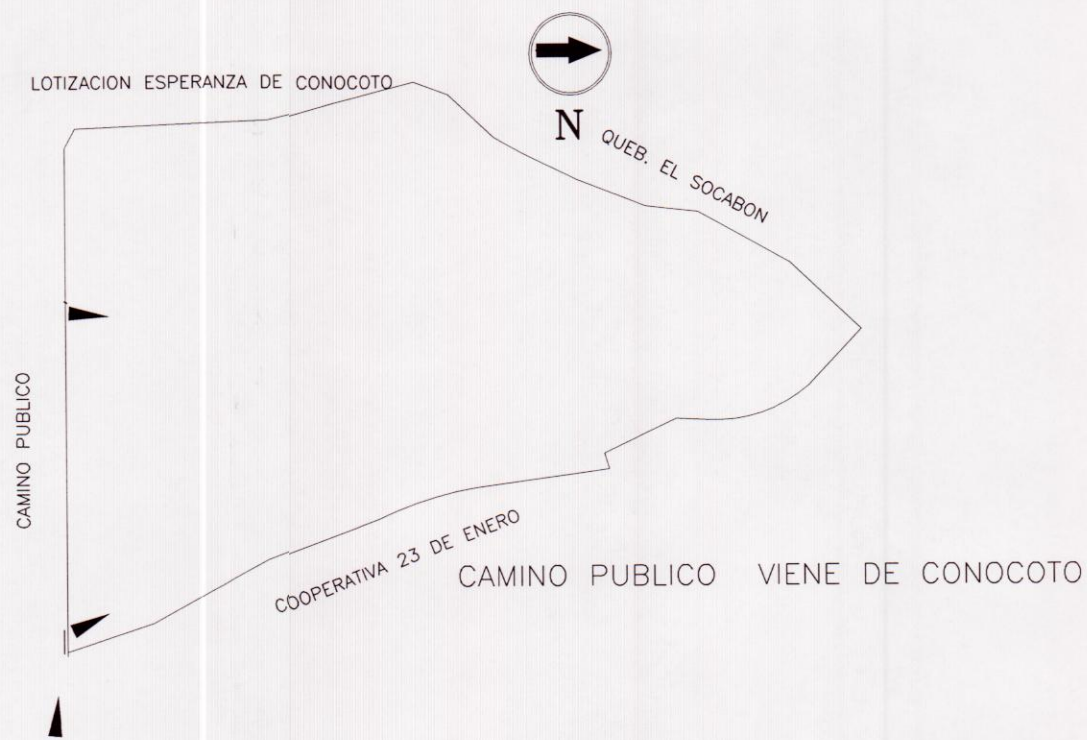 LOTIZACION ESPERANZA DE CONOCOTO
N
QUEB. EL SOCABON
CAMINO PUBLICO
COOPERATIVA 23 DE ENERO
CAMINO PUBLICO VIENE DE CONOCOTO